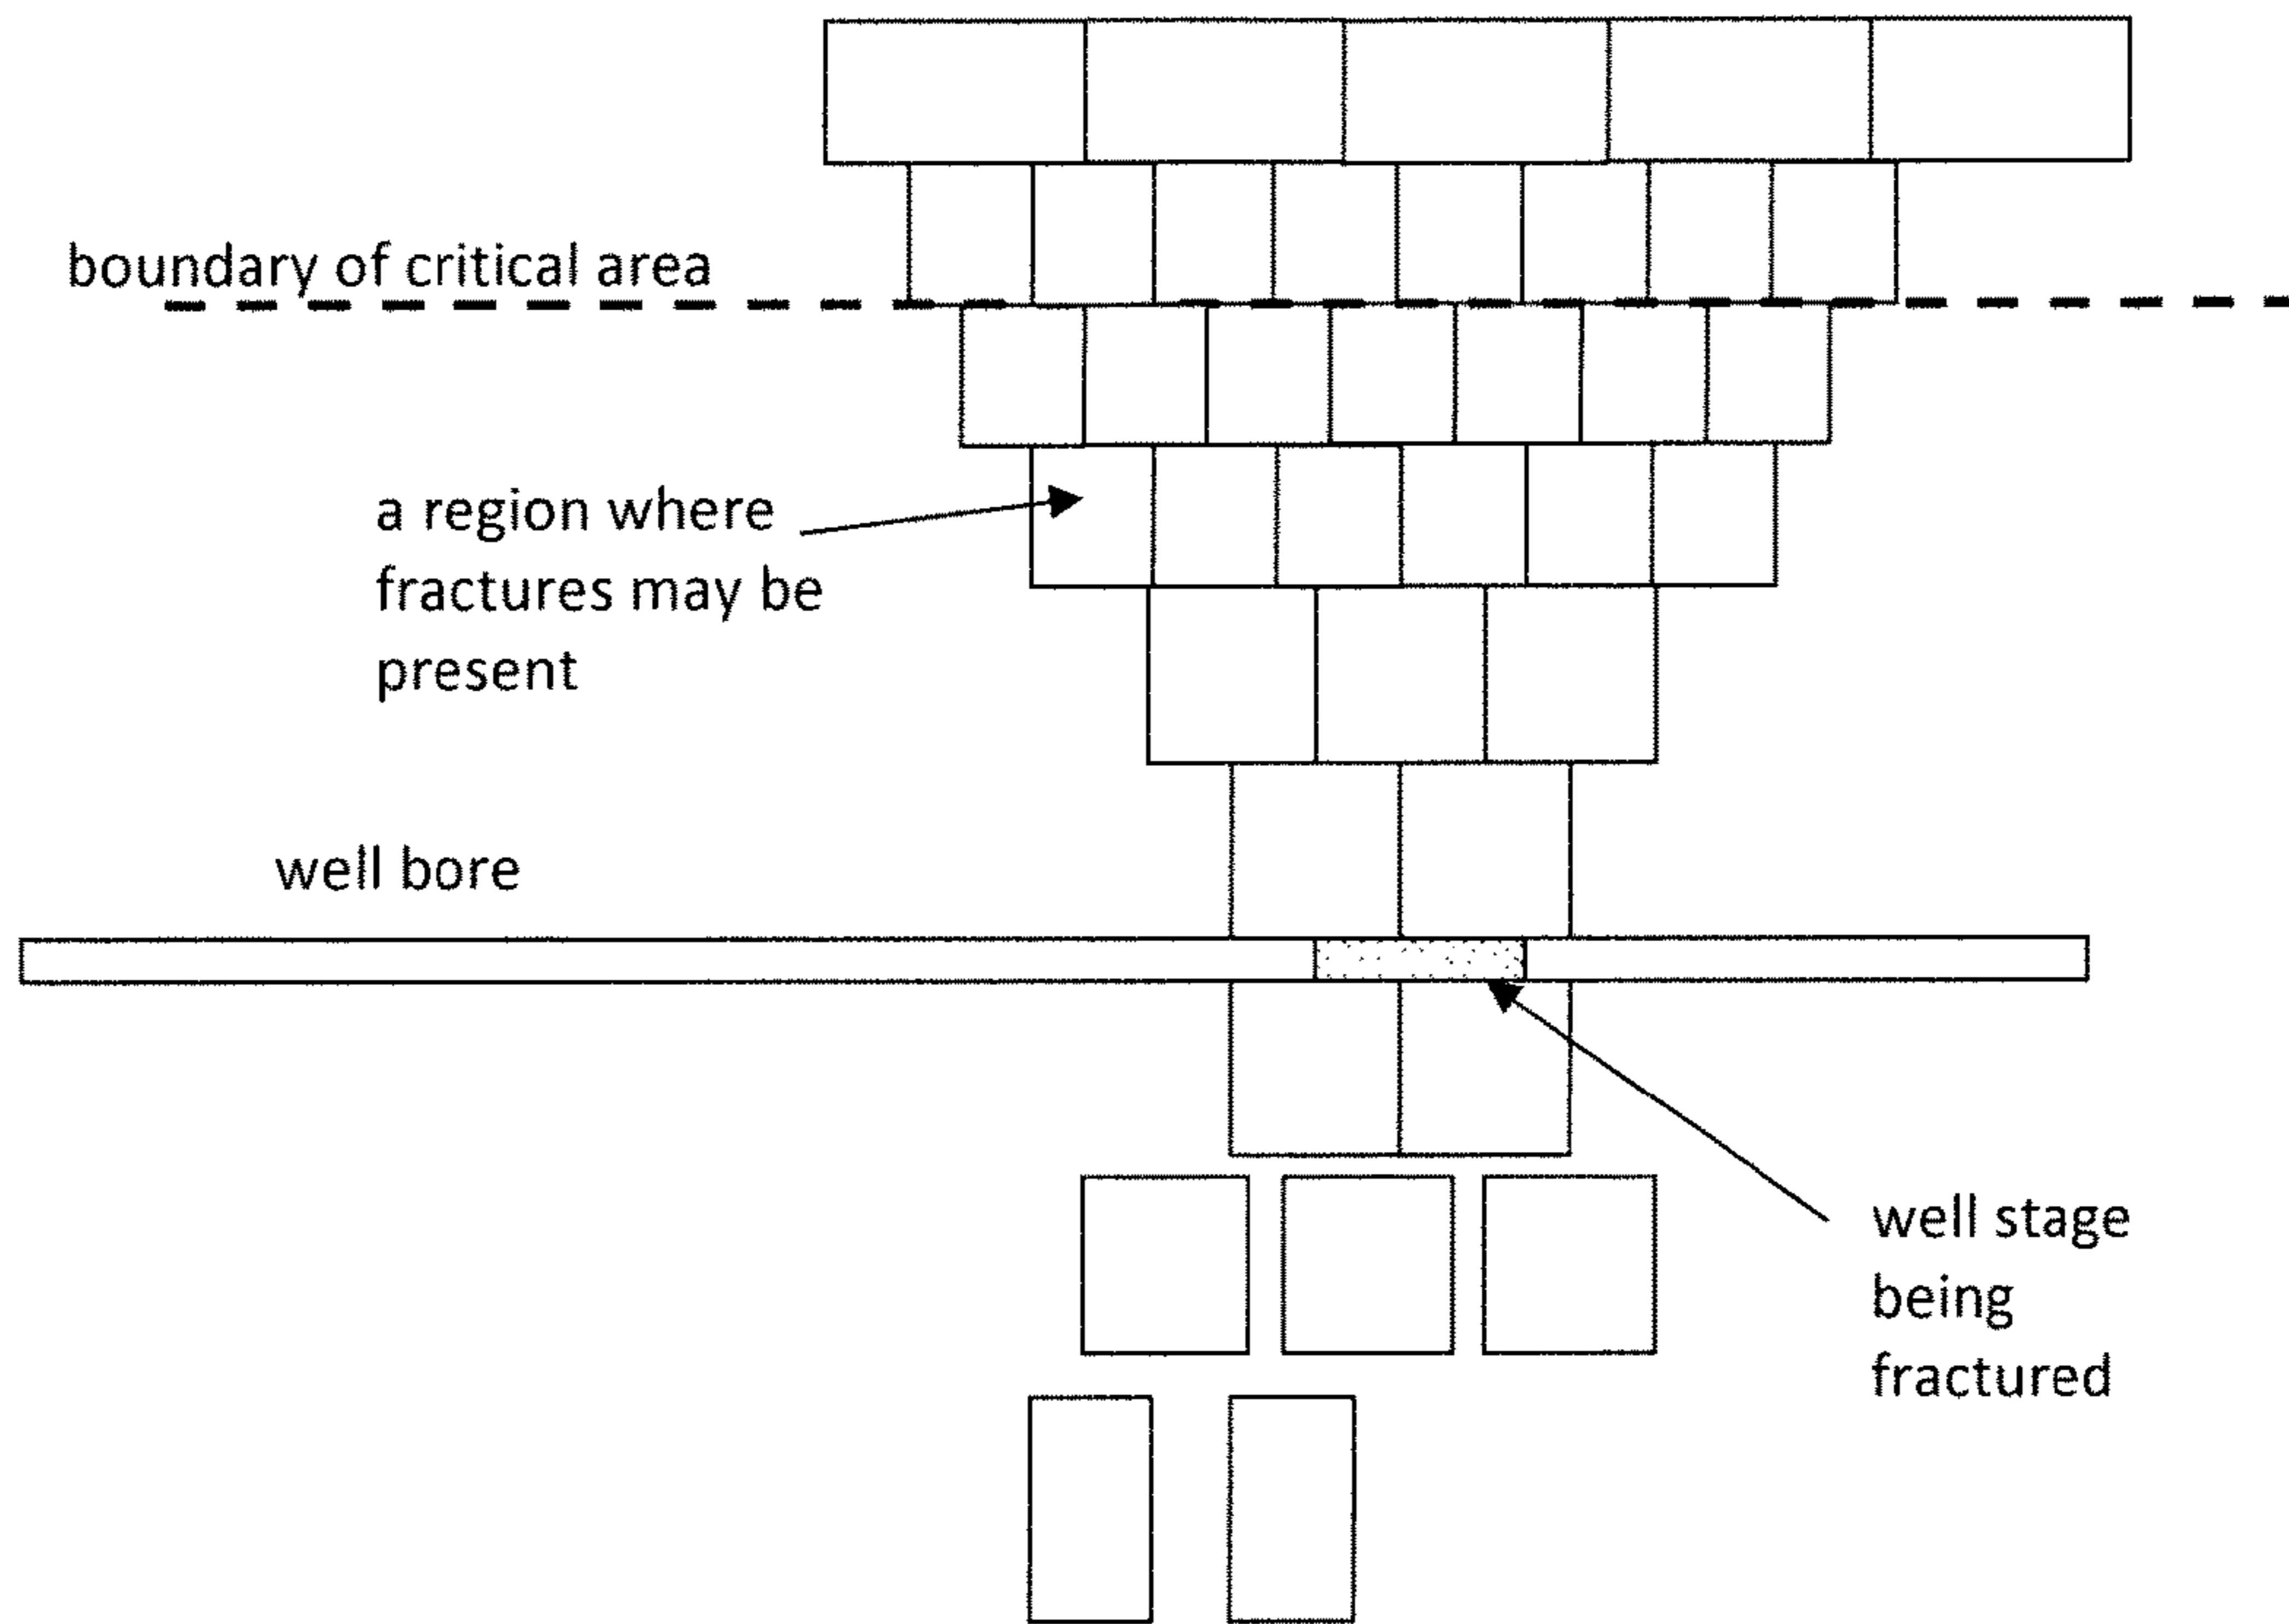 boundary of critical area
a region where
fractures may be
present
well bore
well stage
being
fractured